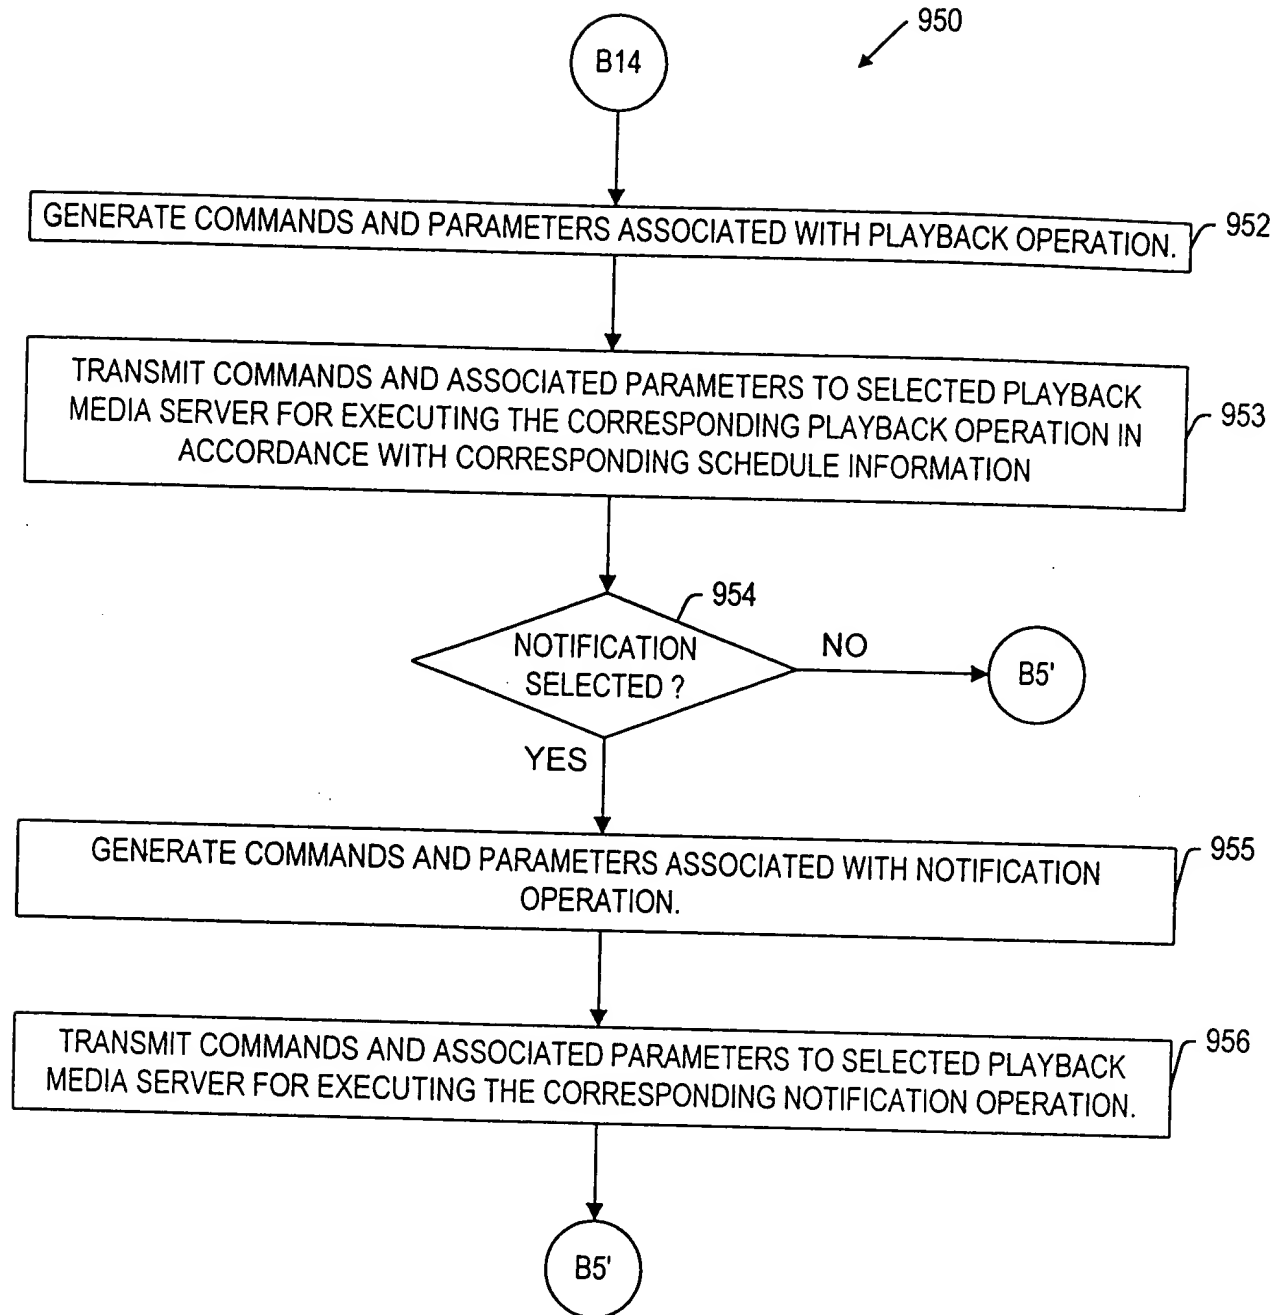 950
B14
GENERATE COMMANDS AND PARAMETERS ASSOCIATED WITH PLAYBACK OPERATION.
952
TRANSMIT COMMANDS AND ASSOCIATED PARAMETERS TO SELECTED PLAYBACK
MEDIA SERVER FOR EXECUTING THE CORRESPONDING PLAYBACK OPERATION IN
ACCORDANCE WITH CORRESPONDING SCHEDULE INFORMATION
953
954
NOTIFICATION
SELECTED ?
NO
B5'
YES
GENERATE COMMANDS AND PARAMETERS ASSOCIATED WITH NOTIFICATION
OPERATION.
955
TRANSMIT COMMANDS AND ASSOCIATED PARAMETERS TO SELECTED PLAYBACK
MEDIA SERVER FOR EXECUTING THE CORRESPONDING NOTIFICATION OPERATION.
956
B5'